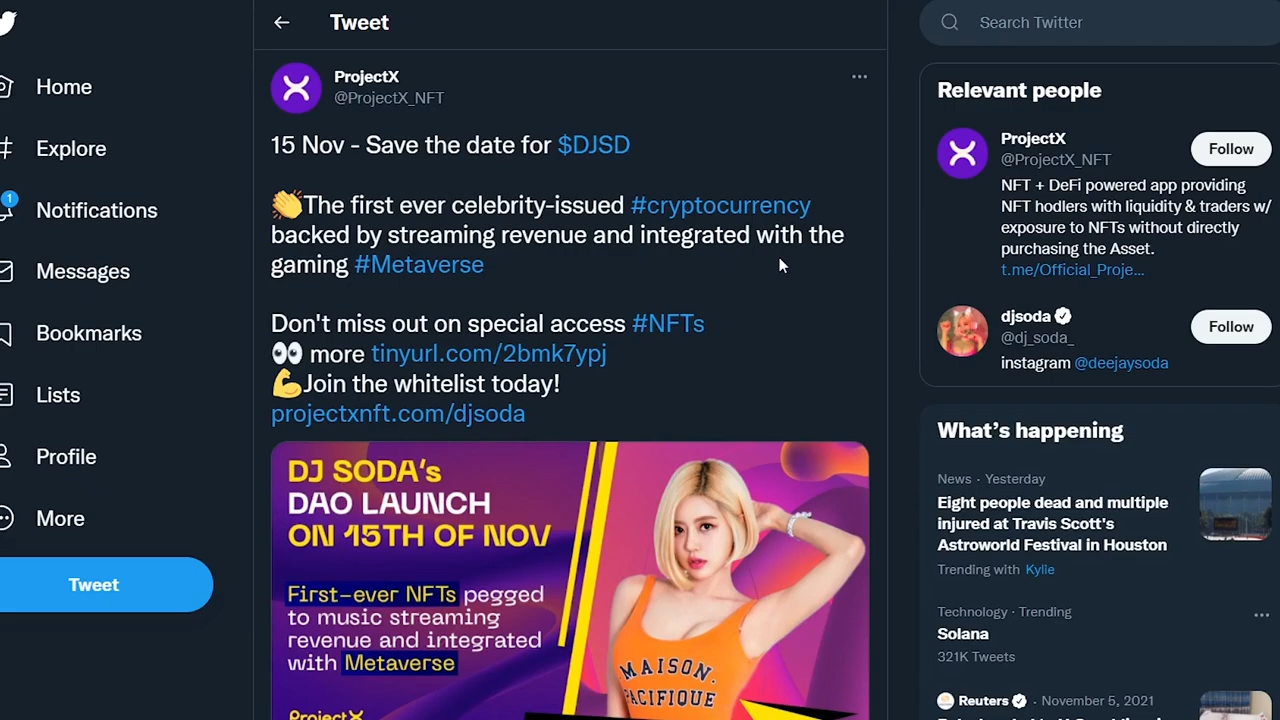 Tweet
Search Twitter
Home
Explore
1
Notifications
Messages
Bookmarks
Lists
Profile
More
Tweet
ProjectX
@ProjectX_NFT
15 Nov - Save the date for $DJSD
👏The first ever celebrity-issued #cryptocurrency
backed by streaming revenue and integrated with the
gaming #Metaverse
Don't miss out on special access #NFTs
👀 more tinyurl.com/2bmk7ypj
💪Join the whitelist today!
projectxnft.com/djsoda
DJ SODA's
DAO LAUNCH
ON 15TH OF NOV
First-ever NFTs pegged
to music streaming
revenue and integrated
with Metaverse
ProjectX
MAISON.
PACIFIQUE
Relevant people
ProjectX
@ProjectX_NFT
Follow
NFT + DeFi powered app providing
NFT hodlers with liquidity & traders w/
exposure to NFTs without directly
purchasing the Asset.
t.me/Official_Proje...
djsoda
@dj_soda_
Follow
instagram @deejaysoda
What's happening
News · Yesterday
Eight people dead and multiple
injured at Travis Scott's
Astroworld Festival in Houston
Trending with Kylie
Technology · Trending
Solana
321K Tweets
Reuters · November 5, 2021